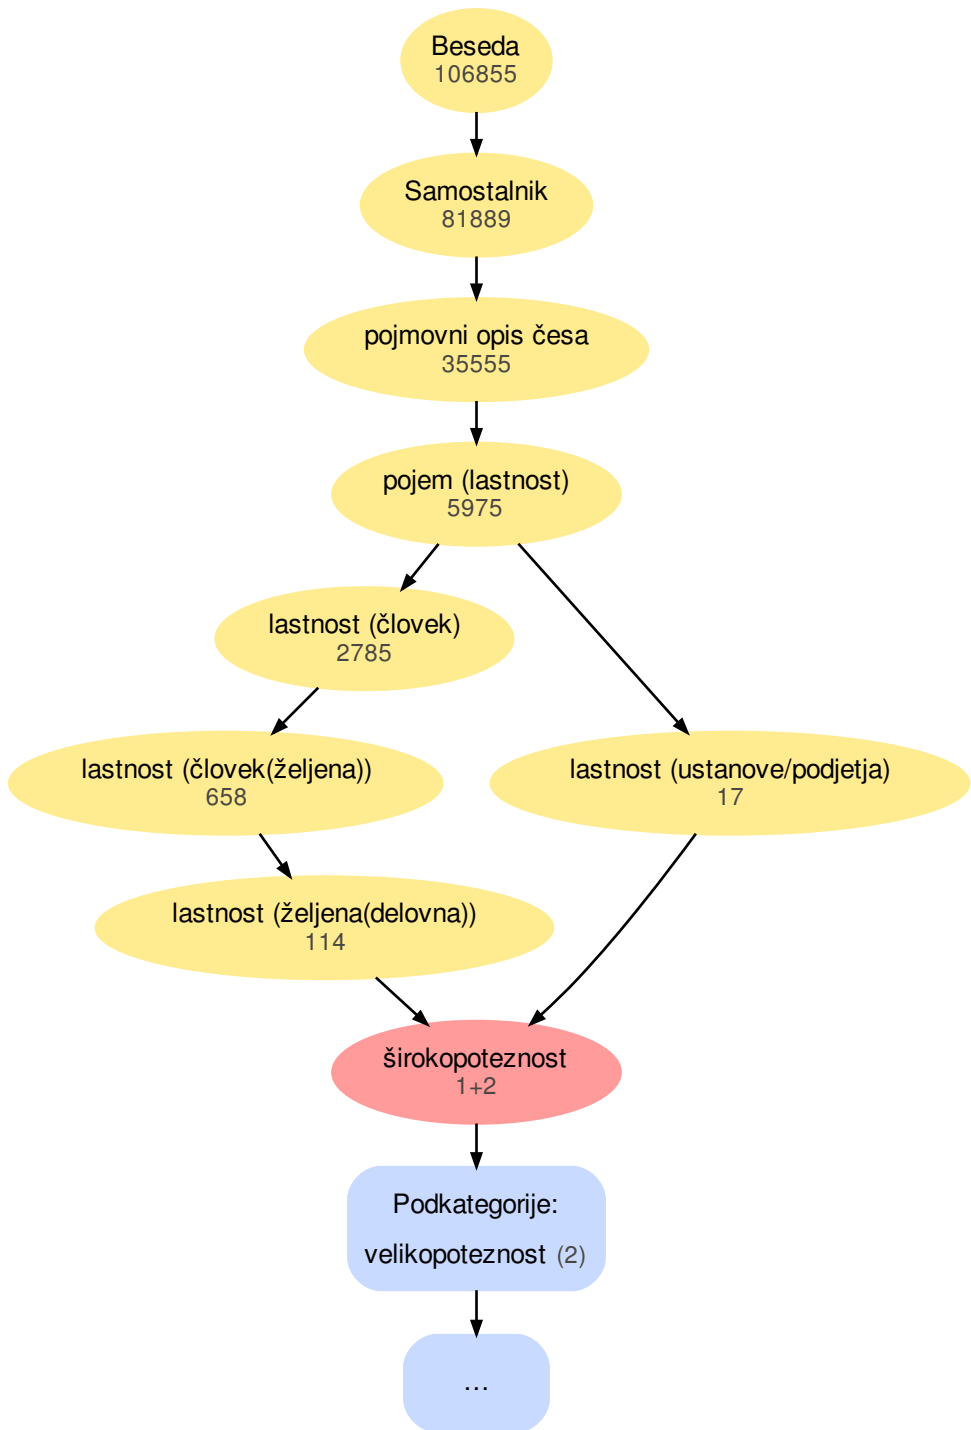 Beseda
106855
Samostalnik
81889
pojmovni opis česa
35555
pojem (lastnost)
5975
lastnost (človek)
2785
lastnost (človek(željena))
658
lastnost (ustanove/podjetja)
17
lastnost (željena(delovna))
114
širokopoteznost
1+2
Podkategorije:
velikopoteznost (2)
…